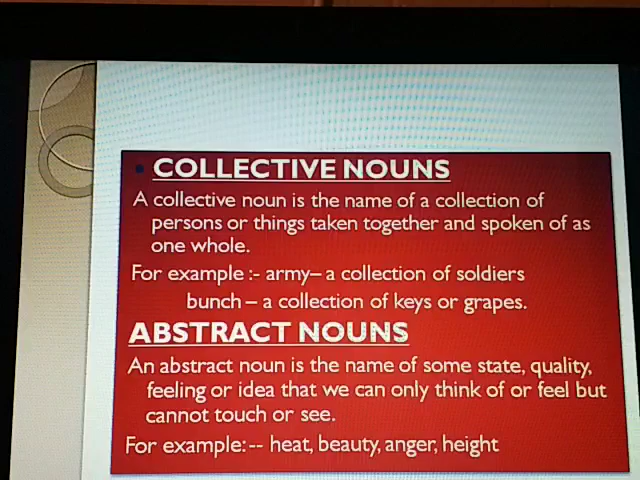 • COLLECTIVE NOUNS
A collective noun is the name of a collection of
persons or things taken together and spoken of as
one whole.
For example :- army– a collection of soldiers
bunch – a collection of keys or grapes.
ABSTRACT NOUNS
An abstract noun is the name of some state, quality,
feeling or idea that we can only think of or feel but
cannot touch or see.
For example: -- heat, beauty, anger, height